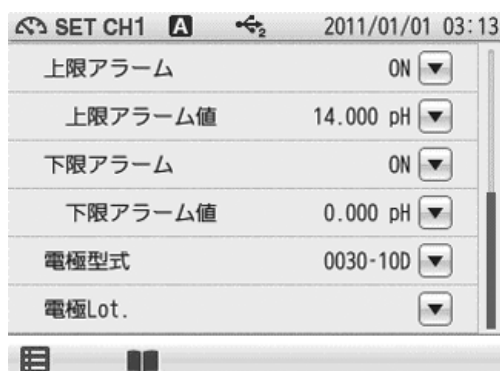 SET CH1 A 2 2011/01/01 03:13
上限アラーム ON
上限アラーム値 14.000 pH
下限アラーム ON
下限アラーム値 0.000 pH
電極型式 0030-10D
電極Lot.